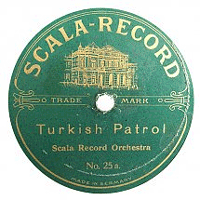 SCALA-RECORD
TRADE MARK
Turkish Patrol
Scala Record Orchestra
No. 25a.
MADE IN GERMANY